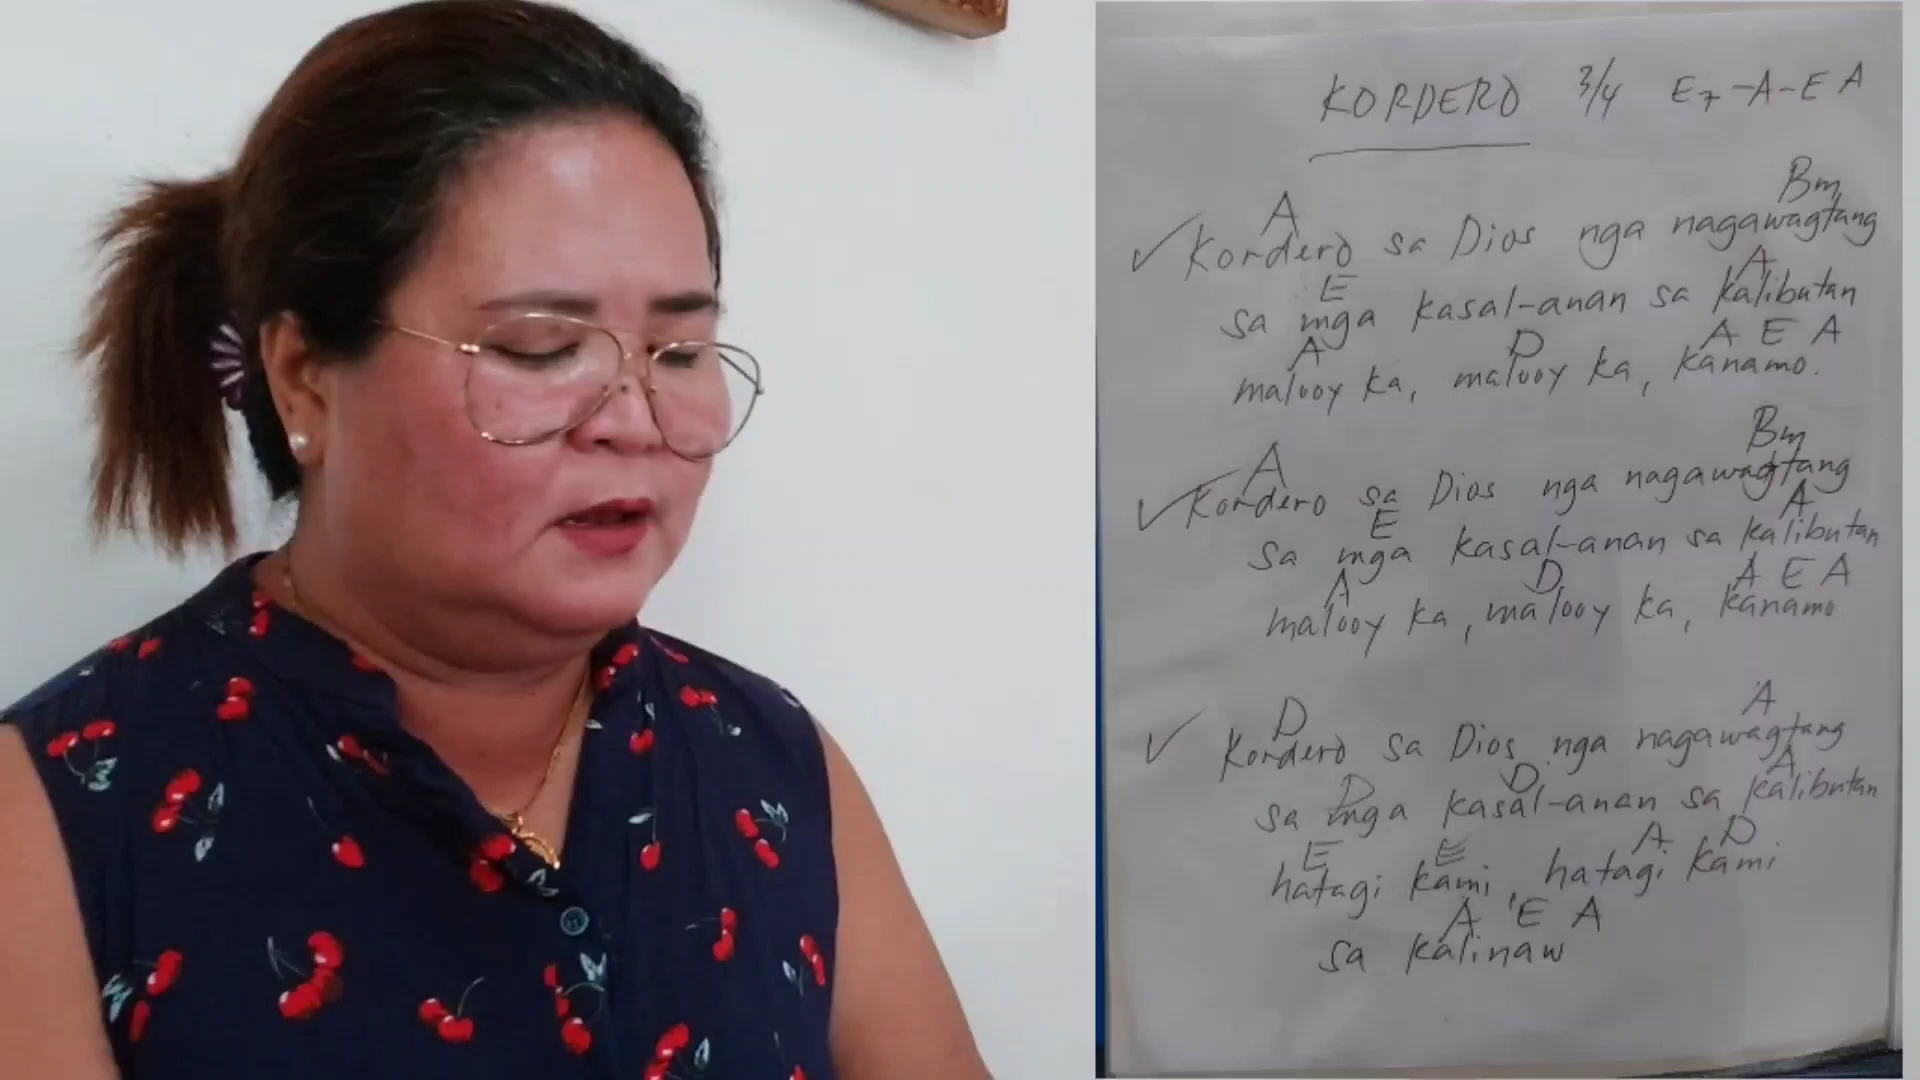 KORDERO 3/4 E7-A-E A
A Bm
Kordero sa Dios nga nagawagtang
E A
sa mga kasal-anan sa kalibutan
A D A E A
malooy ka, malooy ka, kanamo.
A Bm
Kordero sa Dios nga nagawagtang
E A
sa mga kasal-anan sa kalibutan
A D A E A
malooy ka, malooy ka, kanamo.
D A
Kordero sa Dios nga nagawagtang
D D A
sa mga kasal-anan sa kalibutan
E E A D
hatagi kami, hatagi kami
A E A
sa kalinaw